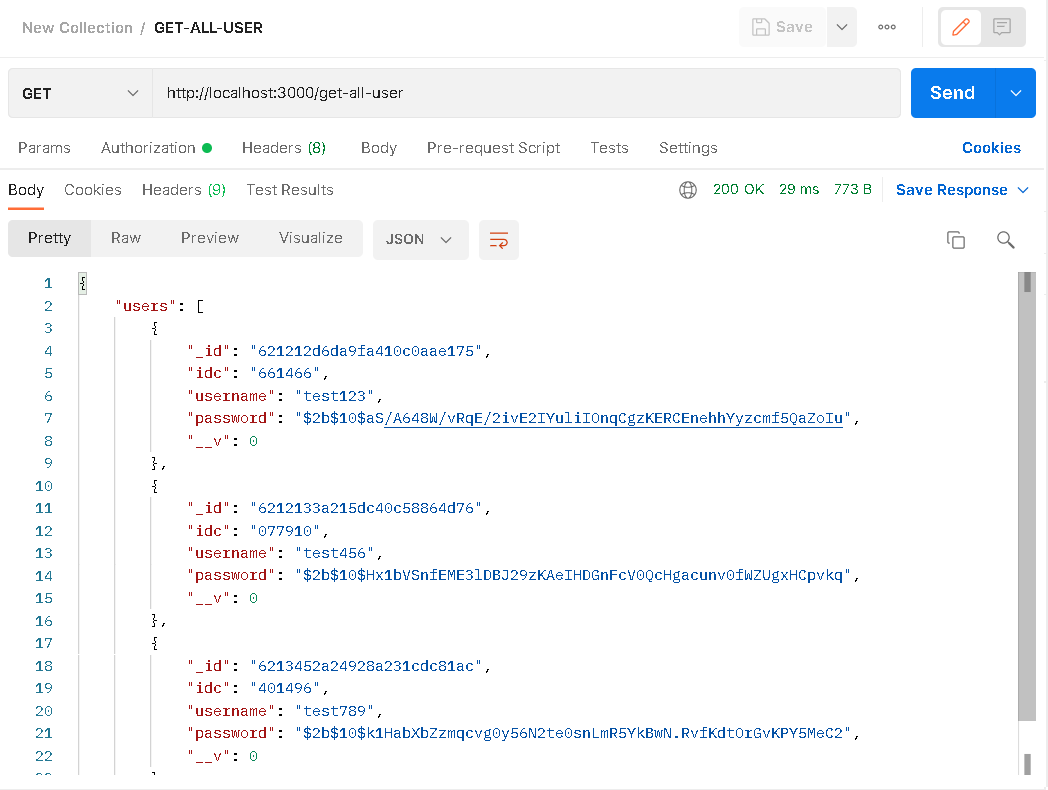 New Collection / GET-ALL-USER
Save
GET http://localhost:3000/get-all-user Send
Params Authorization Headers (8) Body Pre-request Script Tests Settings Cookies
Body Cookies Headers (9) Test Results 200 OK 29 ms 773 B Save Response
Pretty Raw Preview Visualize JSON
1 {
2 "users": [
3 {
4 "_id": "621212d6da9fa410c0aae175",
5 "idc": "661466",
6 "username": "test123",
7 "password": "$2b$10$aS/A648W/vRqE/2ivE2IYuliIOnqCgzKERCEnehhYyzcmf5QaZoIu",
8 "__v": 0
9 },
10 {
11 "_id": "6212133a215dc40c58864d76",
12 "idc": "077910",
13 "username": "test456",
14 "password": "$2b$10$Hx1bVSnfEME3lDBJ29zKAeIHDGnFcV0QcHgacunv0fWZUgxHCpvkq",
15 "__v": 0
16 },
17 {
18 "_id": "6213452a24928a231cdc81ac",
19 "idc": "401496",
20 "username": "test789",
21 "password": "$2b$10$k1HabXbZzmqcvg0y56N2te0snLmR5YkBwN.RvfKdtOrGvKPY5MeC2",
22 "__v": 0